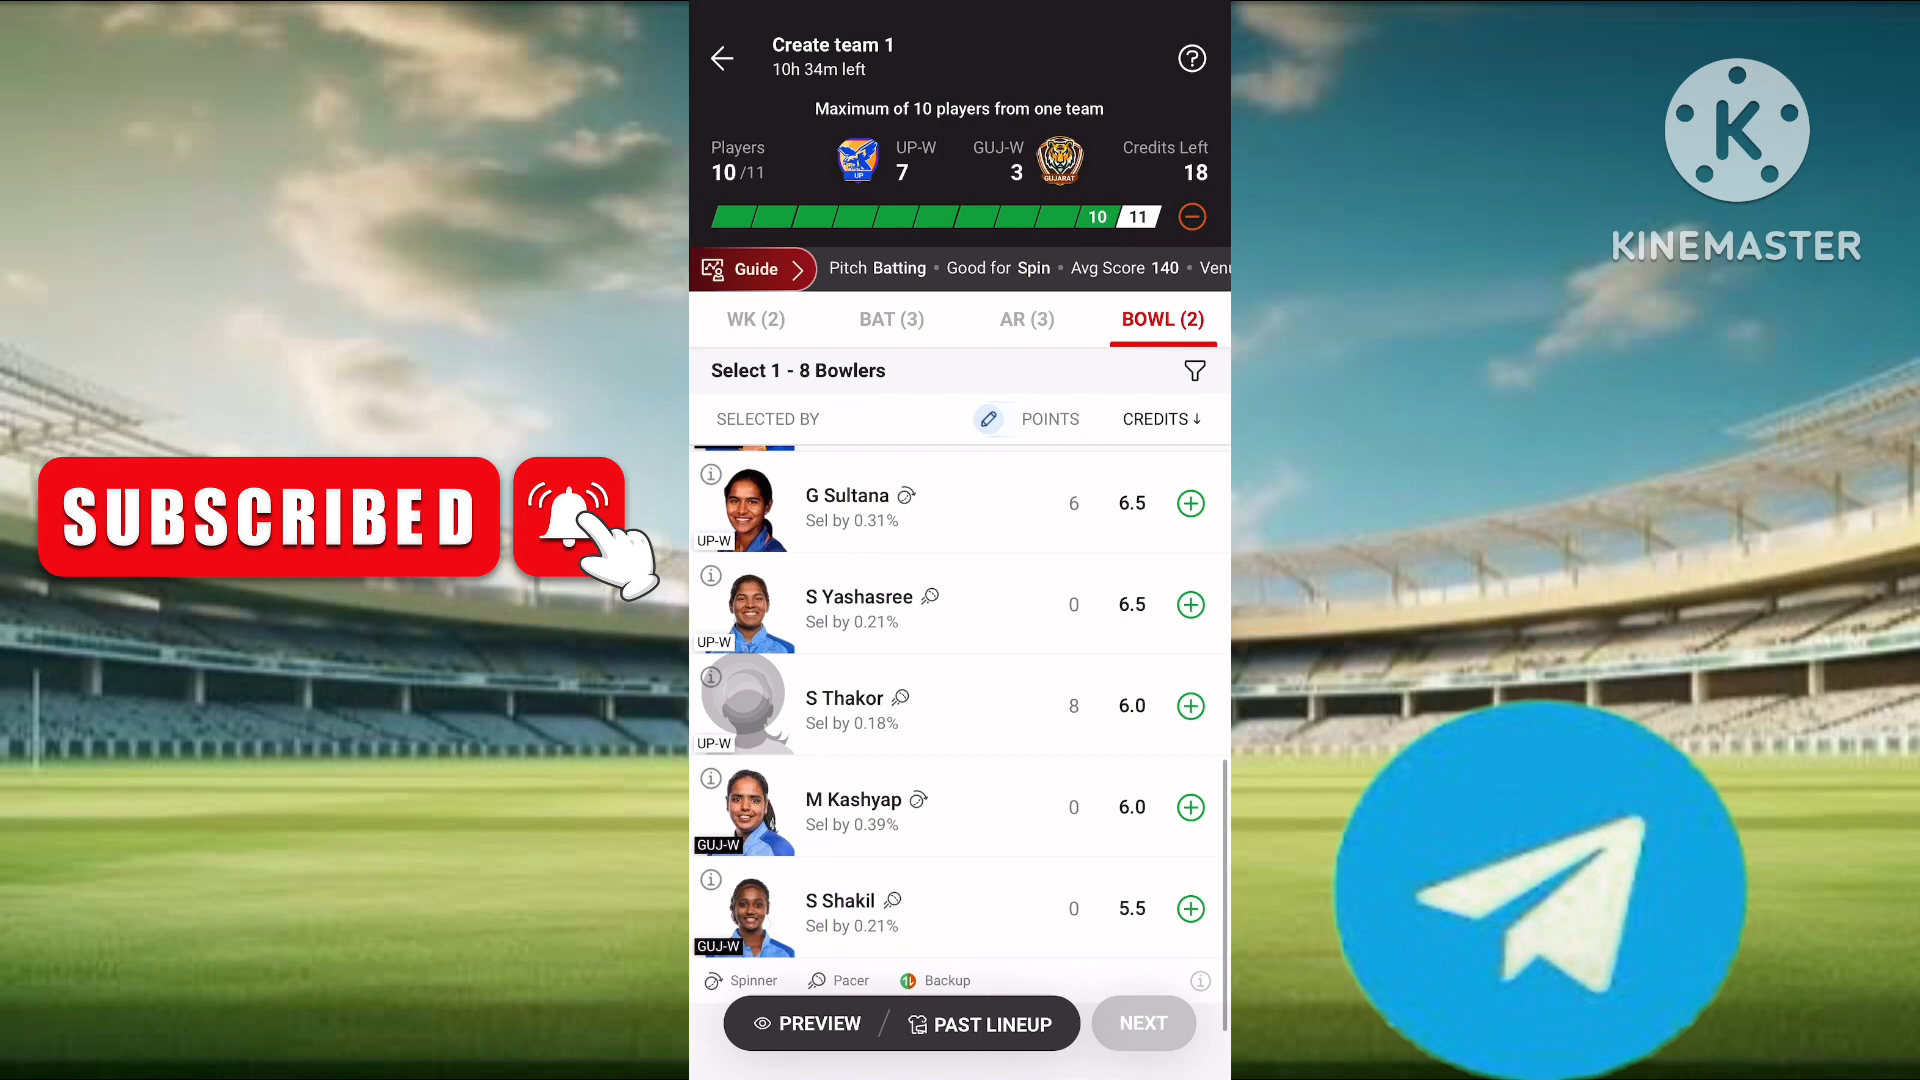 Create team 1
10h 34m left
Maximum of 10 players from one team
Players
10 /11
UP
UP-W
7
GUJ-W
3
GUJARAT
Credits Left
18
10
11
Guide
Pitch Batting • Good for Spin • Avg Score 140 •
WK (2)
BAT (3)
AR (3)
BOWL (2)
Select 1 - 8 Bowlers
SELECTED BY
POINTS
CREDITS↓
G Sultana
Sel by 0.31%
UP-W
6
6.5
S Yashasree
Sel by 0.21%
UP-W
0
6.5
S Thakor
Sel by 0.18%
UP-W
8
6.0
M Kashyap
Sel by 0.39%
GUJ-W
0
6.0
S Shakil
Sel by 0.21%
GUJ-W
0
5.5
Spinner
Pacer
Backup
PREVIEW / PAST LINEUP
NEXT
SUBSCRIBED
K
KINEMASTER